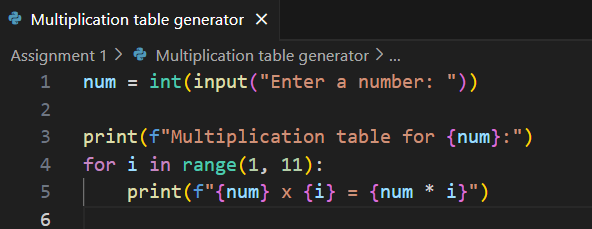 Multiplication table generator ×
Assignment 1 > Multiplication table generator > ...
1 num = int(input("Enter a number: "))
2
3 print(f"Multiplication table for {num}:")
4 for i in range(1, 11):
5     print(f"{num} x {i} = {num * i}")
6